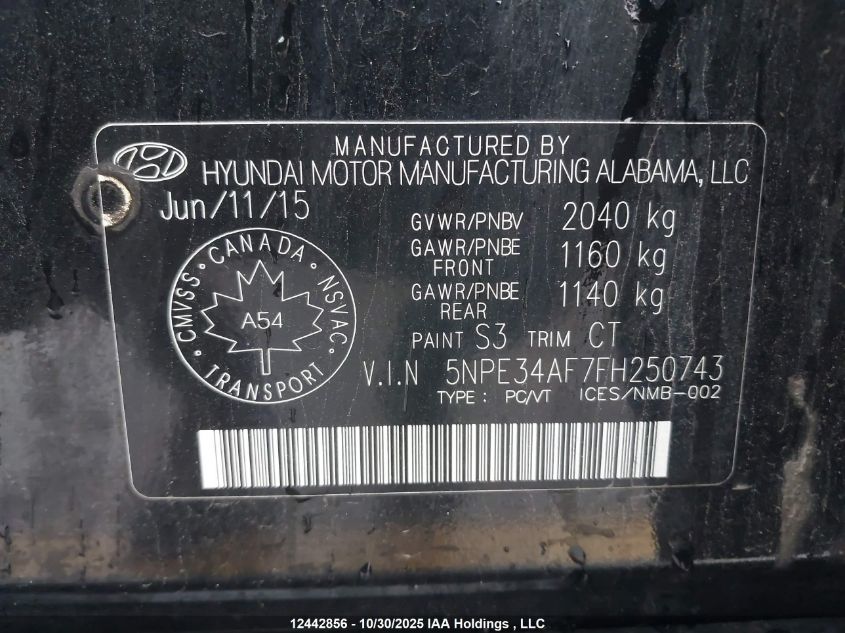 MANUFACTURED BY
HYUNDAI MOTOR MANUFACTURING ALABAMA, LLC
Jun/11/15
GVWR/PNBV 2040 kg
GAWR/PNBE FRONT 1160 kg
GAWR/PNBE REAR 1140 kg
PAINT S3 TRIM CT
CMVSS · CANADA · NSVAC · TRANSPORT ·
A54
V.I.N 5NPE34AF7FH250743
TYPE : PC/VT ICES/NMB-002
12442856 - 10/30/2025 IAA Holdings , LLC